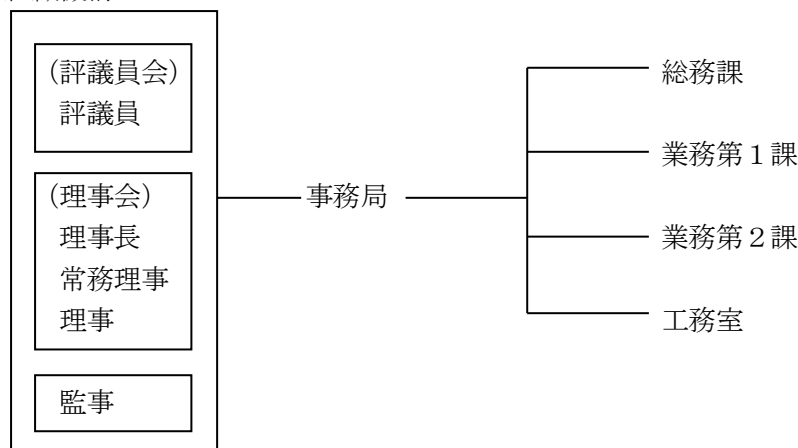 (評議員会)
評議員
(理事会)
理事長
常務理事
理事
監事
事務局
総務課
業務第１課
業務第２課
工務室